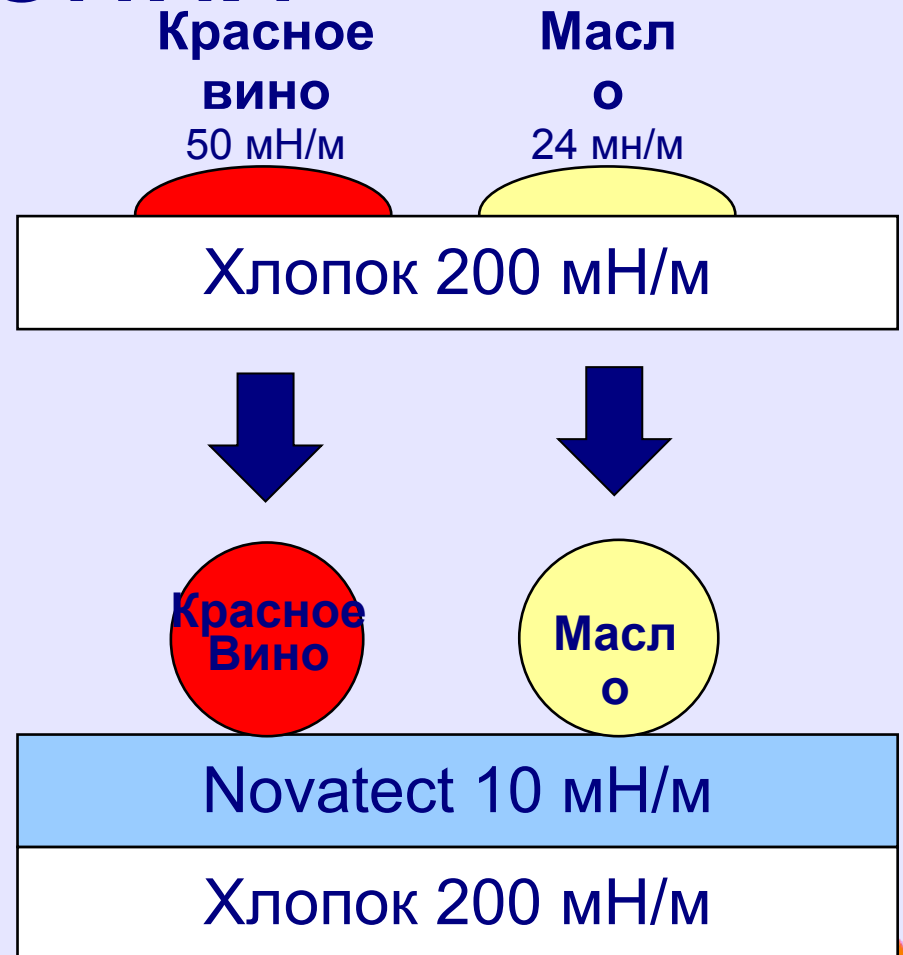 Красное
вино
50 мН/м
Масл
о
24 мн/м
Хлопок 200 мН/м
Красное
Вино
Масл
о
Novatect 10 мН/м
Хлопок 200 мН/м